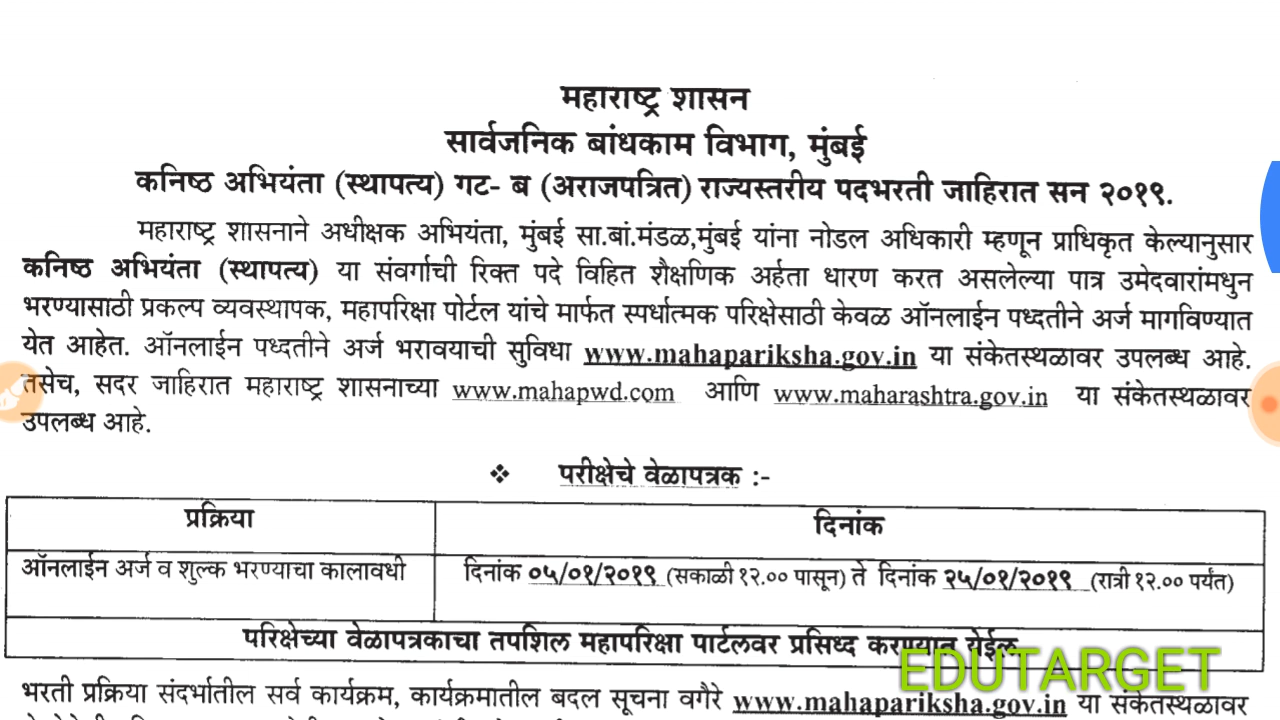 महाराष्ट्र शासन
सार्वजनिक बांधकाम विभाग, मुंबई
कनिष्ठ अभियंता (स्थापत्य) गट- ब (अराजपत्रित) राज्यस्तरीय पदभरती जाहिरात सन २०१९.
महाराष्ट्र शासनाने अधीक्षक अभियंता, मुंबई सा.बां.मंडळ,मुंबई यांना नोडल अधिकारी म्हणून प्राधिकृत केल्यानुसार
कनिष्ठ अभियंता (स्थापत्य) या संवर्गाची रिक्त पदे विहित शैक्षणिक अर्हता धारण करत असलेल्या पात्र उमेदवारांमधुन
भरण्यासाठी प्रकल्प व्यवस्थापक, महापरिक्षा पोर्टल यांचे मार्फत स्पर्धात्मक परिक्षेसाठी केवळ ऑनलाईन पध्दतीने अर्ज मागविण्यात
येत आहेत. ऑनलाईन पध्दतीने अर्ज भरावयाची सुविधा www.mahapariksha.gov.in या संकेतस्थळावर उपलब्ध आहे.
तसेच, सदर जाहिरात महाराष्ट्र शासनाच्या www.mahapwd.com आणि www.maharashtra.gov.in या संकेतस्थळावर
उपलब्ध आहे.
❖ परीक्षेचे वेळापत्रक :-
प्रक्रिया दिनांक
ऑनलाईन अर्ज व शुल्क भरण्याचा कालावधी दिनांक ०५/०१/२०१९ (सकाळी १२.०० पासून) ते दिनांक २५/०१/२०१९ (रात्री १२.०० पर्यंत)
परिक्षेच्या वेळापत्रकाचा तपशिल महापरिक्षा पार्टलवर प्रसिध्द करण्यात येईल.
EDUTARGET
भरती प्रक्रिया संदर्भातील सर्व कार्यक्रम, कार्यक्रमातील बदल सूचना वगैरे www.mahapariksha.gov.in या संकेतस्थळावर